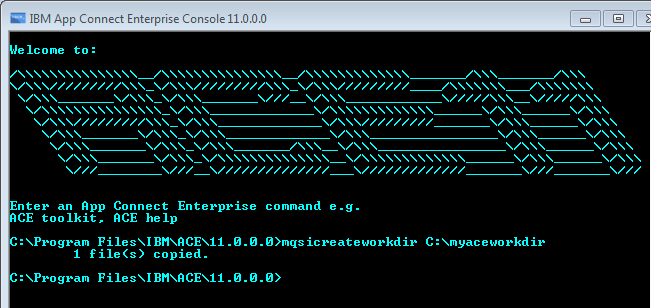 IBM App Connect Enterprise Console 11.0.0.0
Welcome to:
Enter an App Connect Enterprise command e.g.
ACE toolkit, ACE help
C:\Program Files\IBM\ACE\11.0.0.0>mqsicreateworkdir C:\myaceworkdir
1 file(s) copied.
C:\Program Files\IBM\ACE\11.0.0.0>